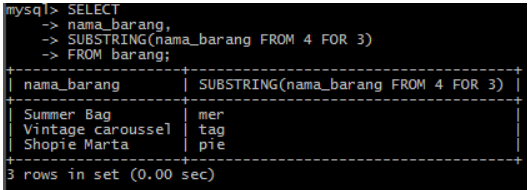 mysql> SELECT
-> nama_barang,
-> SUBSTRING(nama_barang FROM 4 FOR 3)
-> FROM barang;
+-------------------+-------------------------------------+
| nama_barang | SUBSTRING(nama_barang FROM 4 FOR 3) |
+-------------------+-------------------------------------+
| Summer Bag | mer |
| Vintage caroussel | tag |
| Shopie Marta | pie |
+-------------------+-------------------------------------+
3 rows in set (0.00 sec)